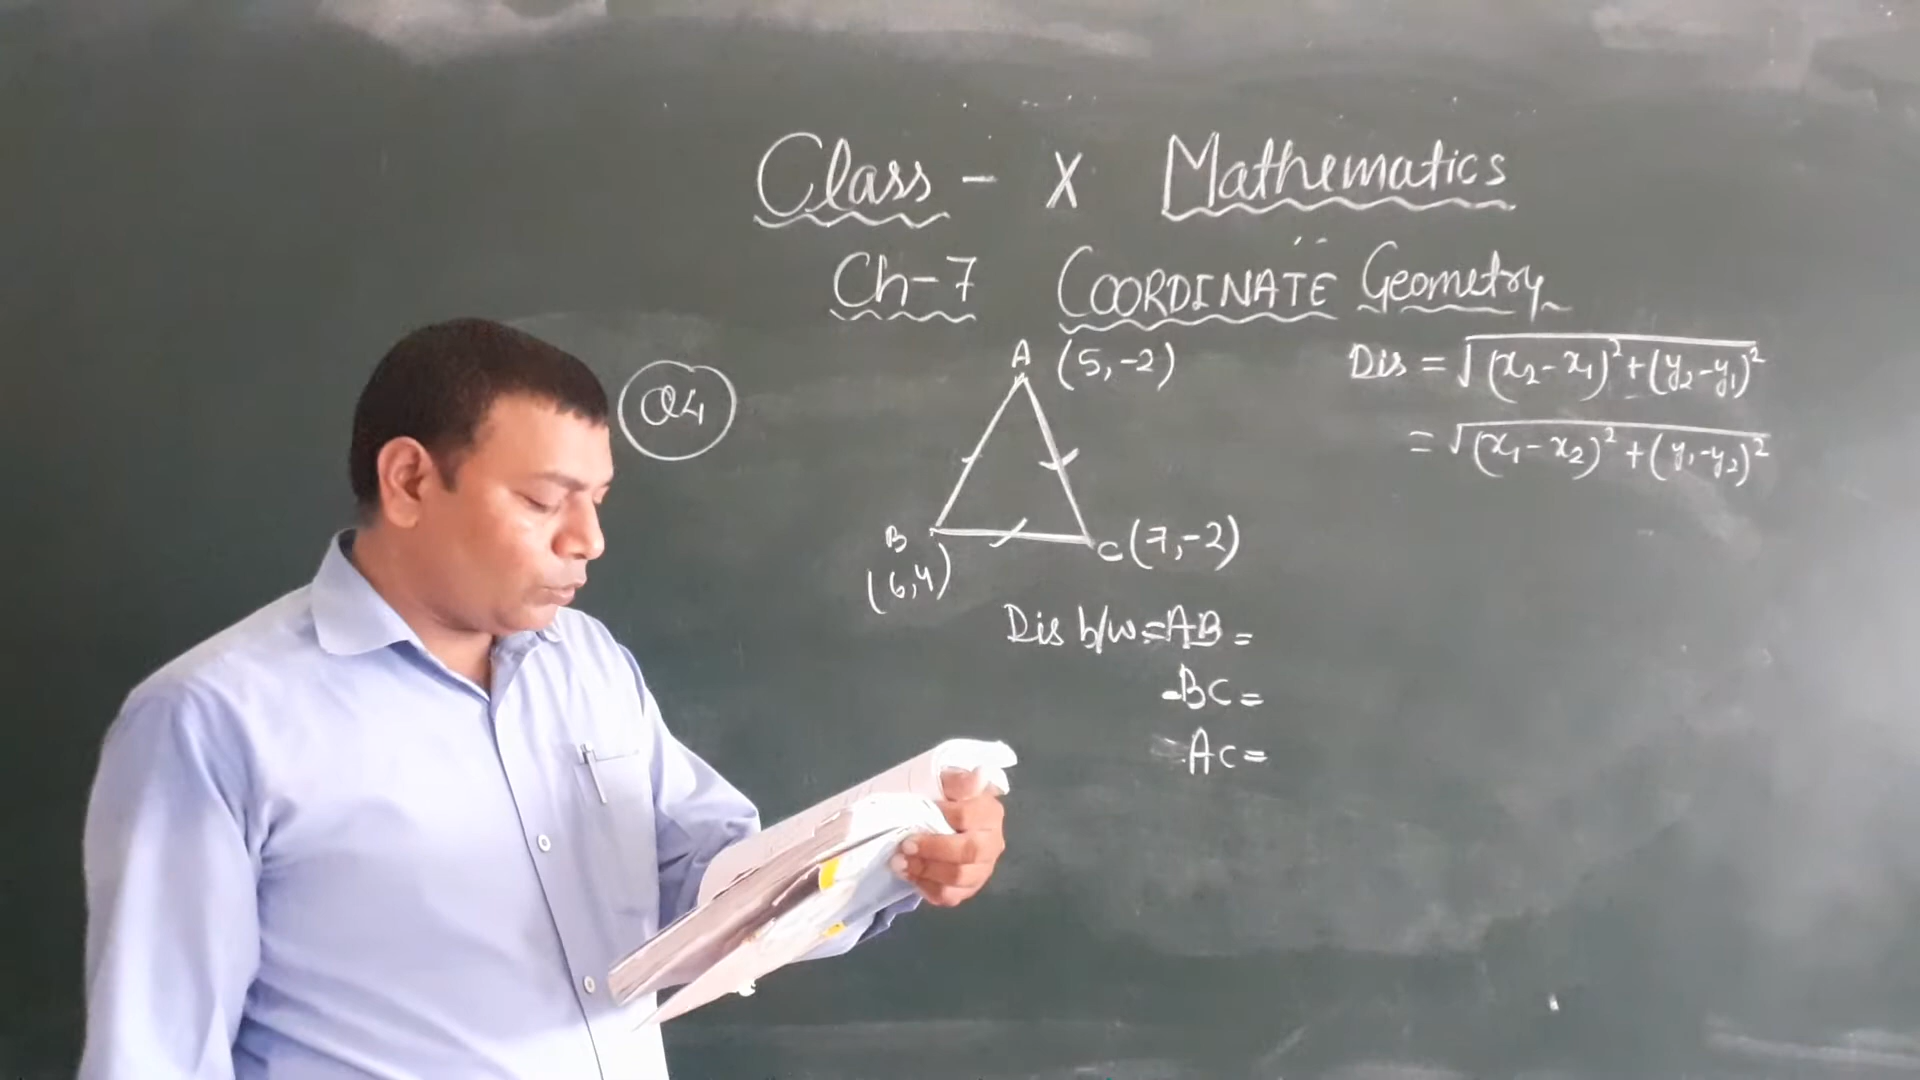 Class - X Mathematics
Ch-7 COORDINATE Geometry
Q4
A (5,-2)
B
(6,4)
C (7,-2)
Dis = √(x₂-x₁)²+(y₂-y₁)²
= √(x₁-x₂)²+(y₁-y₂)²
Dis b/w = AB =
BC =
AC =